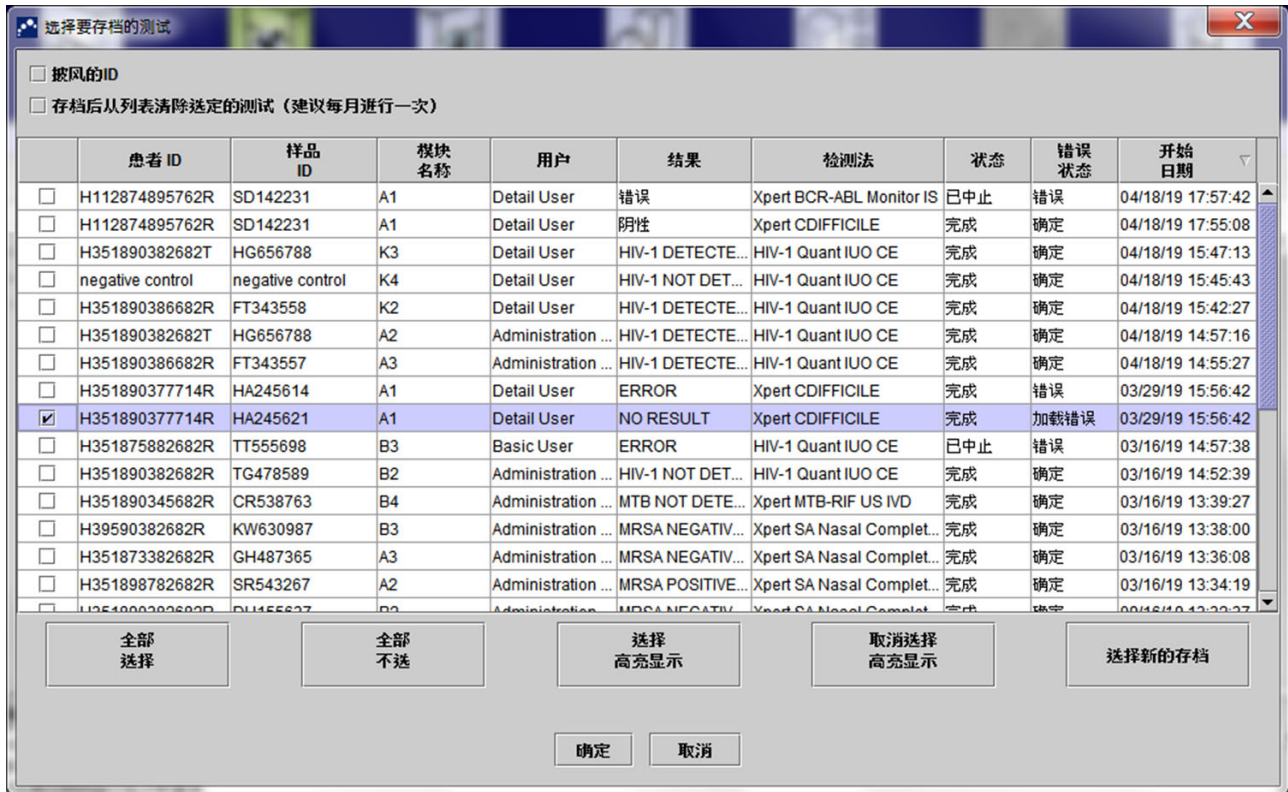 选择要存档的测试
披风的ID
存档后从列表清除选定的测试（建议每月进行一次）
患者 ID 样品 ID 模块 名称 用户 结果 检测法 状态 错误 状态 开始 日期
H112874895762R SD142231 A1 Detail User 错误 Xpert BCR-ABL Monitor IS 已中止 错误 04/18/19 17:57:42
H112874895762R SD142231 A1 Detail User 阴性 Xpert CDIFFICILE 完成 确定 04/18/19 17:55:08
H351890382682T HG656788 K3 Detail User HIV-1 DETECTE... HIV-1 Quant IUO CE 完成 确定 04/18/19 15:47:13
negative control negative control K4 Detail User HIV-1 NOT DET... HIV-1 Quant IUO CE 完成 确定 04/18/19 15:45:43
H351890386682R FT343558 K2 Detail User HIV-1 DETECTE... HIV-1 Quant IUO CE 完成 确定 04/18/19 15:42:27
H351890382682T HG656788 A2 Administration ... HIV-1 DETECTE... HIV-1 Quant IUO CE 完成 确定 04/18/19 14:57:16
H351890386682R FT343557 A3 Administration ... HIV-1 DETECTE... HIV-1 Quant IUO CE 完成 确定 04/18/19 14:55:27
H351890377714R HA245614 A1 Detail User ERROR Xpert CDIFFICILE 完成 错误 03/29/19 15:56:42
H351890377714R HA245621 A1 Detail User NO RESULT Xpert CDIFFICILE 完成 加载错误 03/29/19 15:56:42
H351875882682R TT555698 B3 Basic User ERROR HIV-1 Quant IUO CE 已中止 错误 03/16/19 14:57:38
H351890382682R TG478589 B2 Administration ... HIV-1 NOT DET... HIV-1 Quant IUO CE 完成 确定 03/16/19 14:52:39
H351890345682R CR538763 B4 Administration ... MTB NOT DETE... Xpert MTB-RIF US IVD 完成 确定 03/16/19 13:39:27
H39590382682R KW630987 B3 Administration ... MRSA NEGATIV... Xpert SA Nasal Complet... 完成 确定 03/16/19 13:38:00
H351873382682R GH487365 A3 Administration ... MRSA NEGATIV... Xpert SA Nasal Complet... 完成 确定 03/16/19 13:36:08
H351898782682R SR543267 A2 Administration ... MRSA POSITIVE... Xpert SA Nasal Complet... 完成 确定 03/16/19 13:34:19
全部 选择 全部 不选 选择 高亮显示 取消选择 高亮显示 选择新的存档
确定 取消